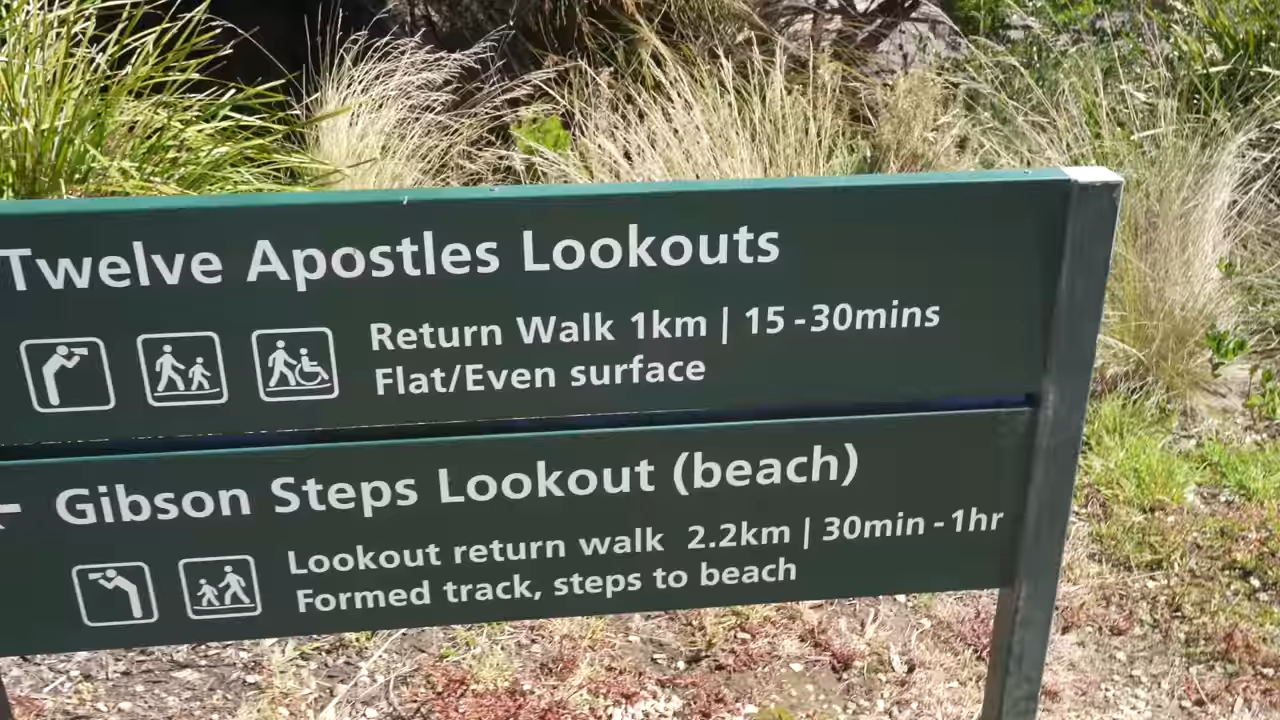 Twelve Apostles Lookouts
Return Walk 1km | 15-30mins
Flat/Even surface
← Gibson Steps Lookout (beach)
Lookout return walk 2.2km | 30min-1hr
Formed track, steps to beach